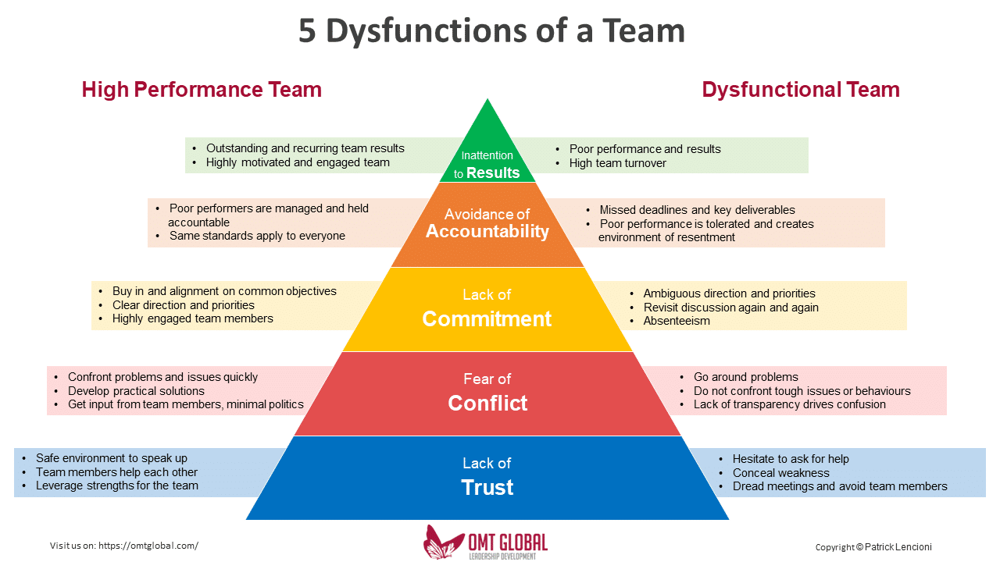 5 Dysfunctions of a Team
High Performance Team
Dysfunctional Team
• Outstanding and recurring team results
• Highly motivated and engaged team
Inattention
to Results
• Poor performance and results
• High team turnover
• Poor performers are managed and held
accountable
• Same standards apply to everyone
Avoidance of
Accountability
• Missed deadlines and key deliverables
• Poor performance is tolerated and creates
environment of resentment
• Buy in and alignment on common objectives
• Clear direction and priorities
• Highly engaged team members
Lack of
Commitment
• Ambiguous direction and priorities
• Revisit discussion again and again
• Absenteeism
• Confront problems and issues quickly
• Develop practical solutions
• Get input from team members, minimal politics
Fear of
Conflict
• Go around problems
• Do not confront tough issues or behaviours
• Lack of transparency drives confusion
• Safe environment to speak up
• Team members help each other
• Leverage strengths for the team
Lack of
Trust
• Hesitate to ask for help
• Conceal weakness
• Dread meetings and avoid team members
Visit us on: https://omtglobal.com/
OMT GLOBAL
LEADERSHIP DEVELOPMENT
Copyright © Patrick Lencioni